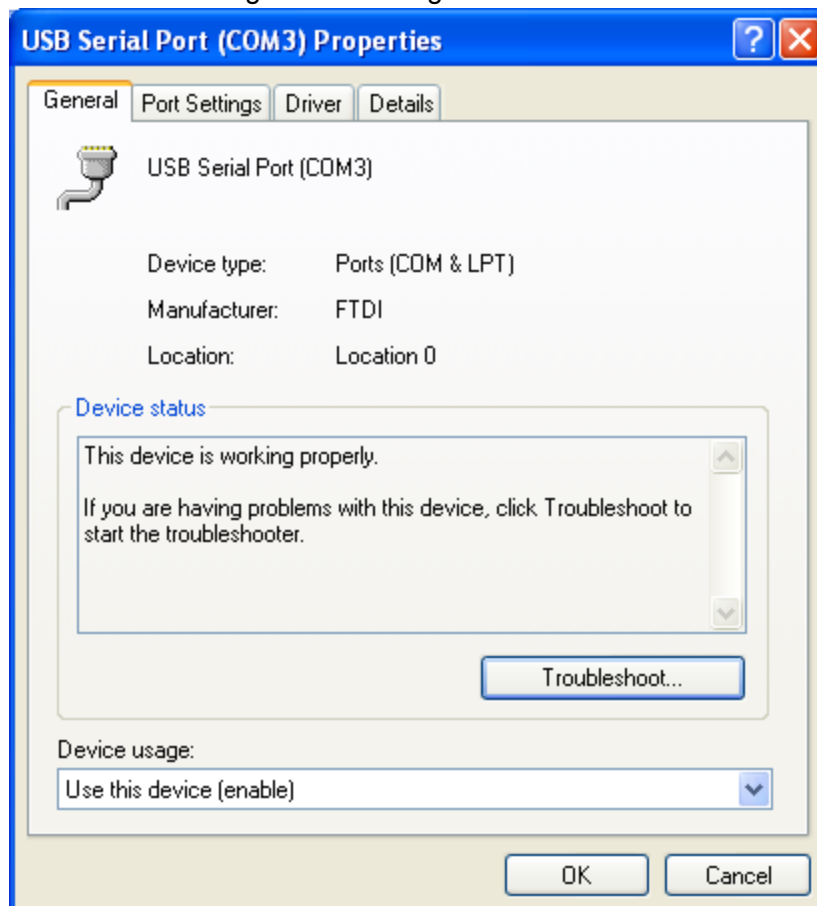 USB Serial Port (COM3) Properties
General Port Settings Driver Details
USB Serial Port (COM3)
Device type: Ports (COM & LPT)
Manufacturer: FTDI
Location: Location 0
Device status
This device is working properly.
If you are having problems with this device, click Troubleshoot to
start the troubleshooter.
Troubleshoot...
Device usage:
Use this device (enable)
OK Cancel